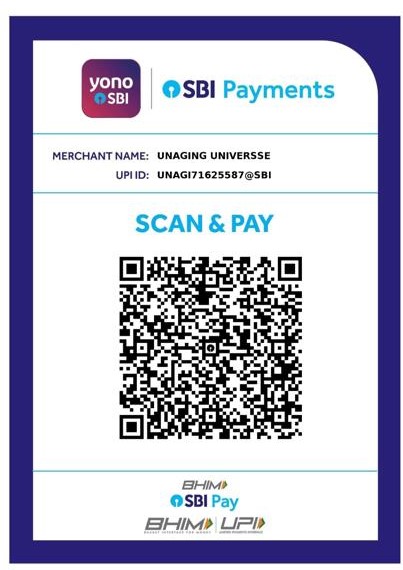 yono
SBI
SBI Payments
MERCHANT NAME: UNAGING UNIVERSSE
UPI ID: UNAGI71625587@SBI
SCAN & PAY
BHIM
SBI Pay
BHIM UPI